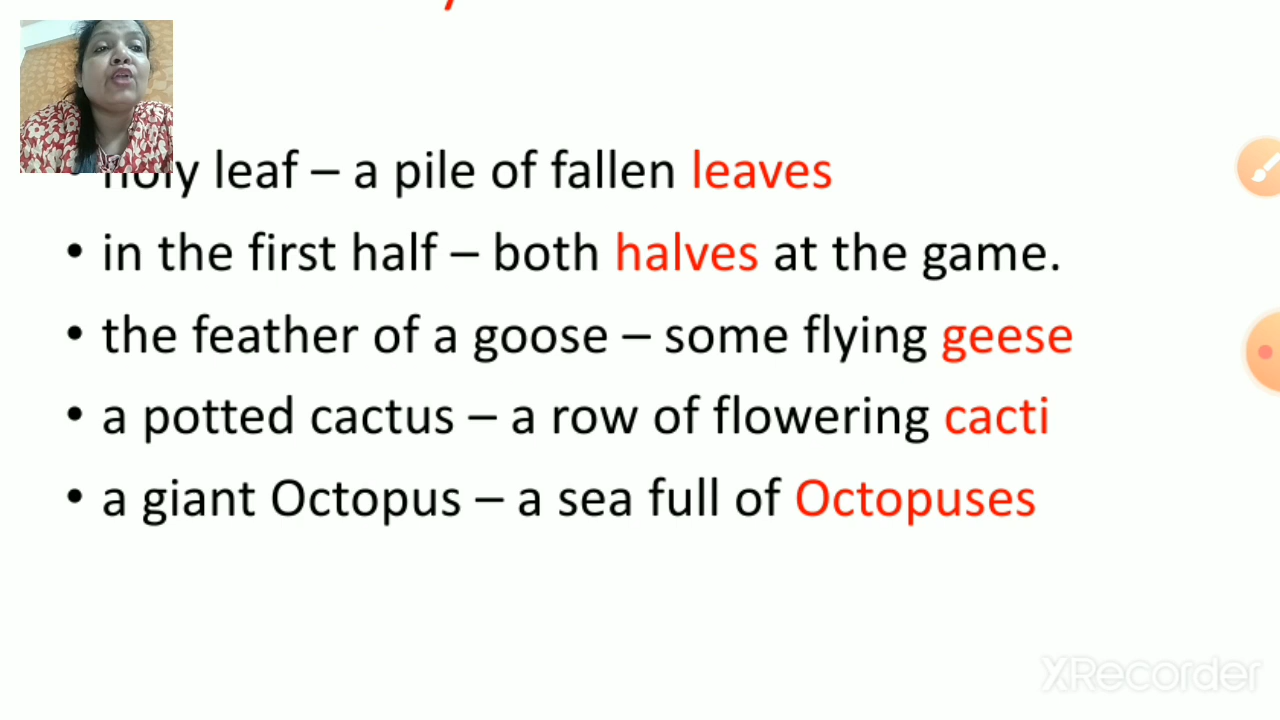 leaf – a pile of fallen leaves
• in the first half – both halves at the game.
• the feather of a goose – some flying geese
• a potted cactus – a row of flowering cacti
• a giant Octopus – a sea full of Octopuses
XRecorder